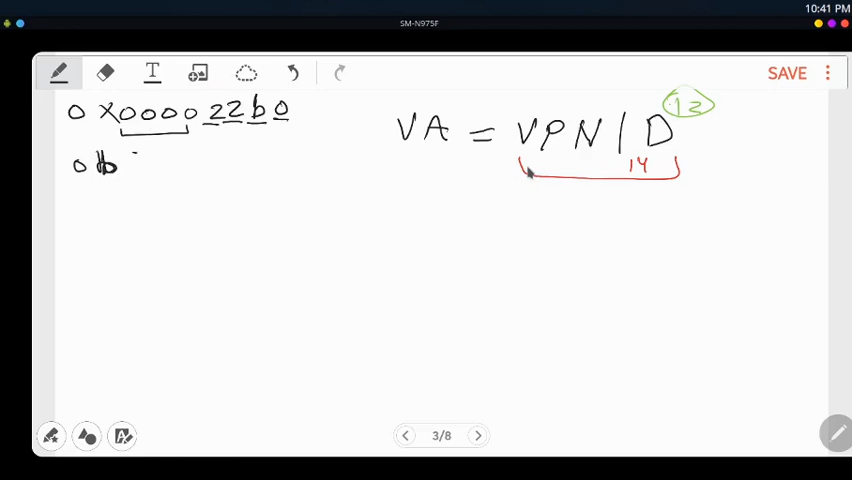 10:41 PM
SM-N975F
T
SAVE
0x000022b0
VA = VPN | D
12
14
0b
3/8